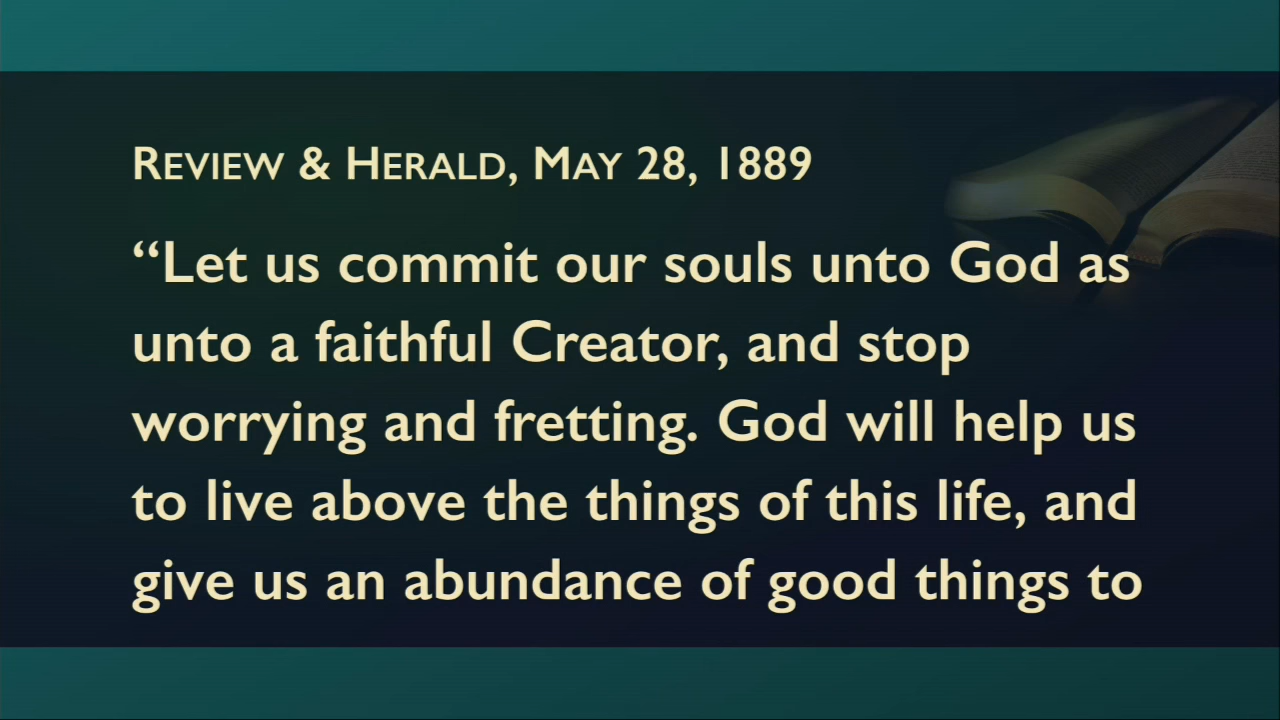 REVIEW & HERALD, MAY 28, 1889
“Let us commit our souls unto God as
unto a faithful Creator, and stop
worrying and fretting. God will help us
to live above the things of this life, and
give us an abundance of good things to